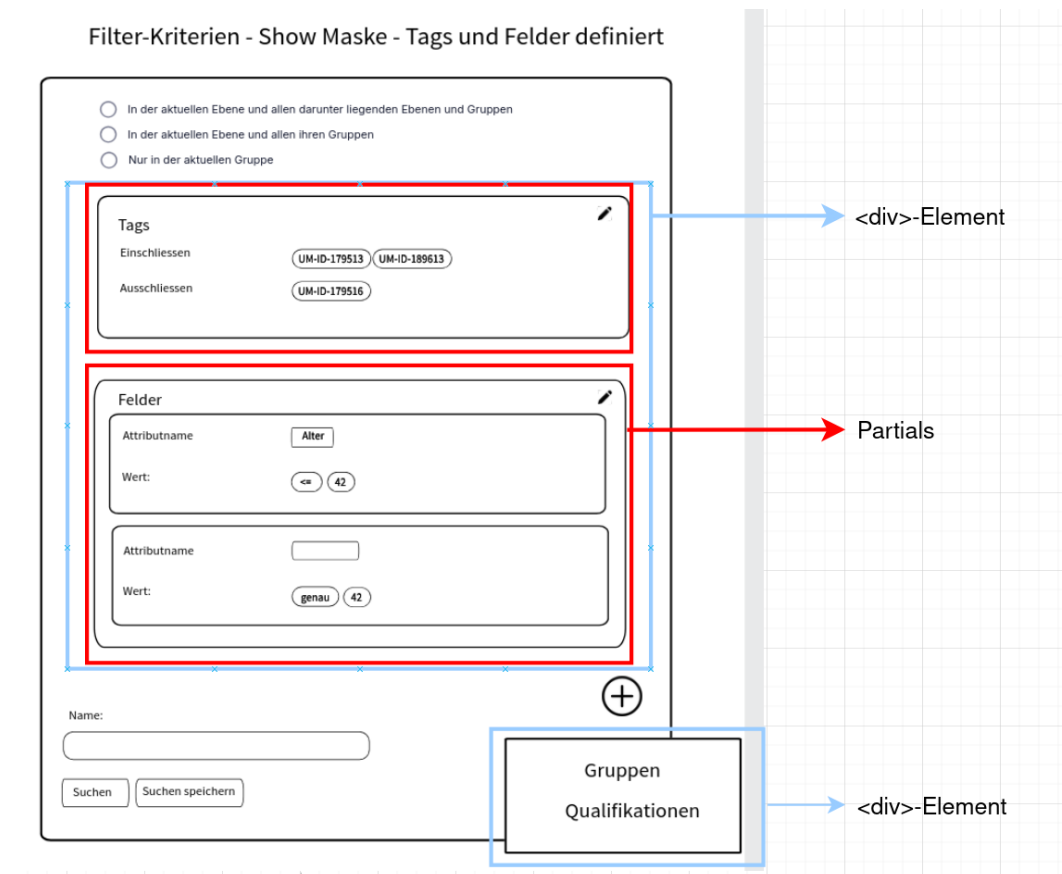 Filter-Kriterien - Show Maske - Tags und Felder definiert
In der aktuellen Ebene und allen darunter liegenden Ebenen und Gruppen
In der aktuellen Ebene und allen ihren Gruppen
Nur in der aktuellen Gruppe
Tags
<div>-Element
Einschliessen UM-ID-179513 UM-ID-189613
Ausschliessen UM-ID-179516
Felder
Attributname Alter
Partials
Wert: <= 42
Attributname
Wert: genau 42
Name:
Gruppen
Suchen Suchen speichern
Qualifikationen
<div>-Element